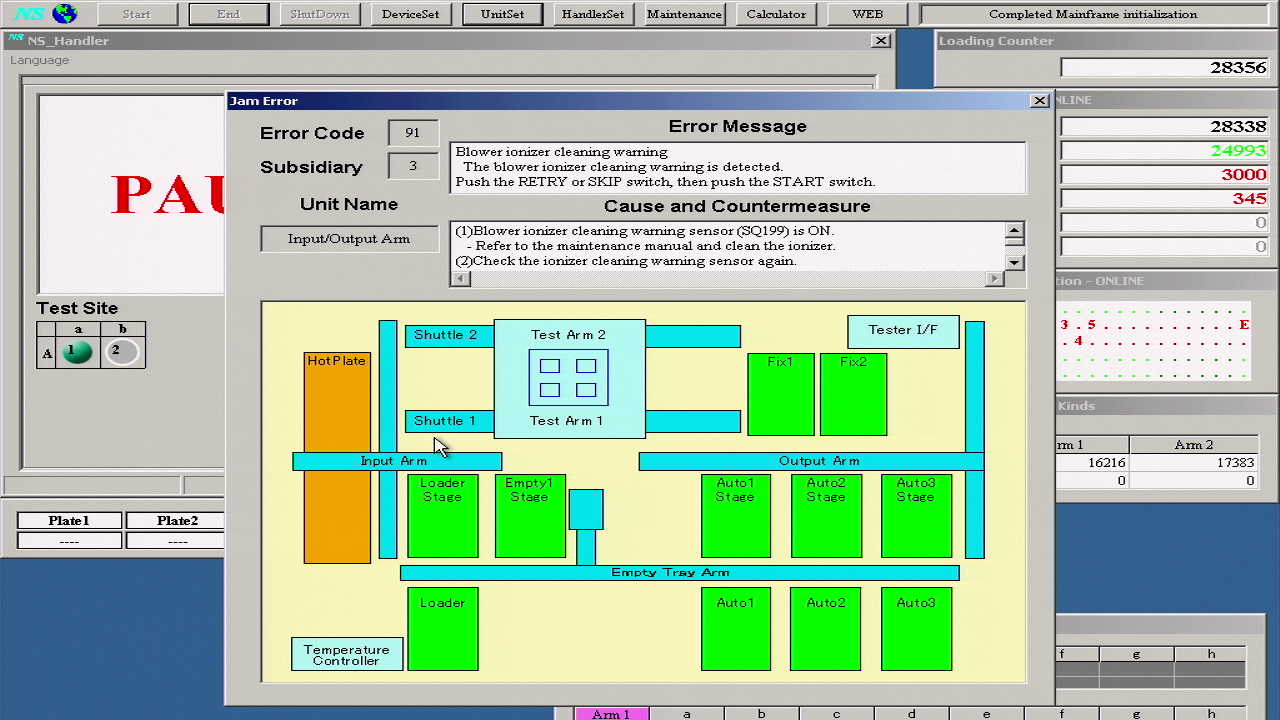 NS
Start
End
ShutDown
DeviceSet
UnitSet
HandlerSet
Maintenance
Calculator
WEB
Completed Mainframe initialization
NS NS_Handler
Language
PAU
Test Site
a b
A 1 2
Plate1 Plate2
---- ----
Jam Error
Error Code 91
Subsidiary 3
Unit Name
Input/Output Arm
Error Message
Blower ionizer cleaning warning
The blower ionizer cleaning warning is detected.
Push the RETRY or SKIP switch, then push the START switch.
Cause and Countermeasure
(1)Blower ionizer cleaning warning sensor (SQ199) is ON.
- Refer to the maintenance manual and clean the ionizer.
(2)Check the ionizer cleaning warning sensor again.
Shuttle 2
Test Arm 2
Tester I/F
HotPlate
Fix1
Fix2
Shuttle 1
Test Arm 1
Input Arm
Output Arm
Loader
Stage
Empty1
Stage
Auto1
Stage
Auto2
Stage
Auto3
Stage
Empty Tray Arm
Loader
Auto1
Auto2
Auto3
Temperature
Controller
Loading Counter
28356
NLINE
28338
24993
3000
345
0
0
tion - ONLINE
3 . 5 . . . . . . . . . E
. 4 . . . . . . . . . .
Kinds
rm 1 Arm 2
16216 17383
0 0
f g h
Arm 1 a b c d e f g h